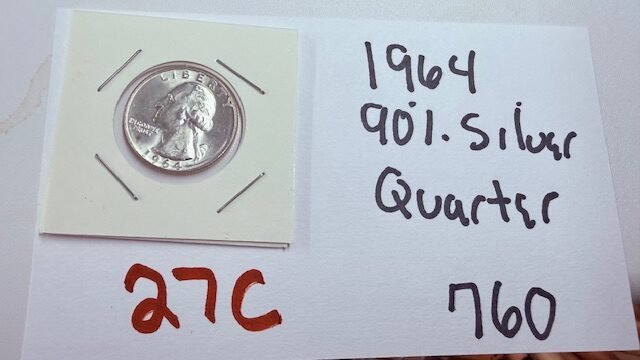 LIBERTY
IN GOD WE
TRUST
1964
1964
90%. Silver
Quarter
27C
760